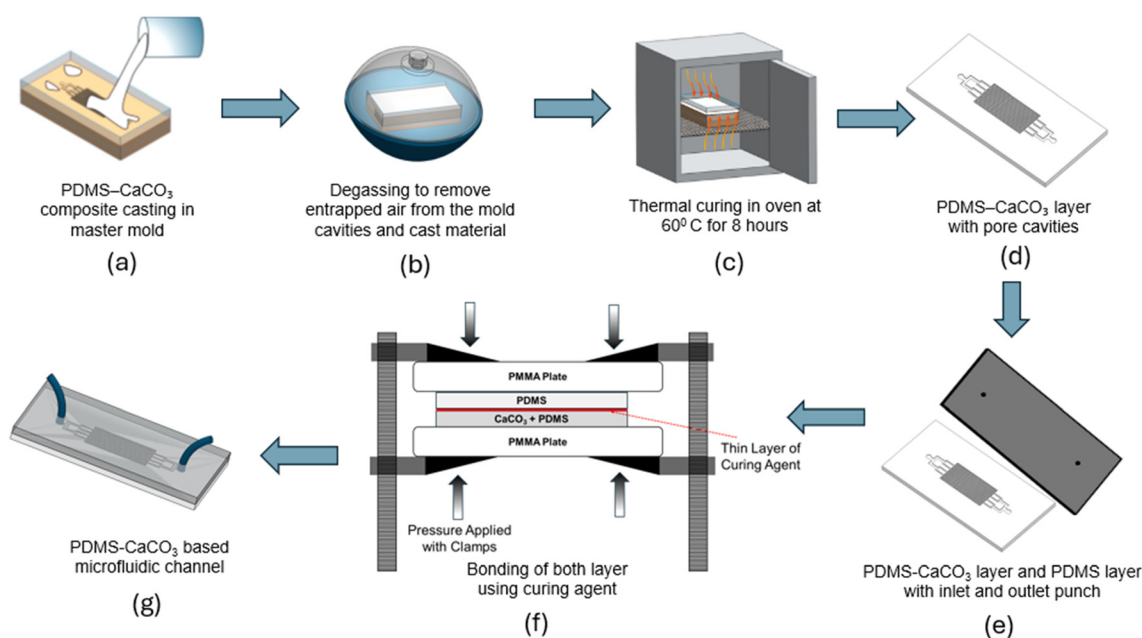 PDMS–CaCO₃
composite casting in
master mold
(a)
Degassing to remove
entrapped air from the mold
cavities and cast material
(b)
Thermal curing in oven at
60⁰ C for 8 hours
(c)
PDMS–CaCO₃ layer
with pore cavities
(d)
PDMS-CaCO₃ layer and PDMS layer
with inlet and outlet punch
(e)
PMMA Plate
PDMS
CaCO₃ + PDMS
PMMA Plate
Thin Layer of
Curing Agent
Pressure Applied
with Clamps
Bonding of both layer
using curing agent
(f)
PDMS-CaCO₃ based
microfluidic channel
(g)